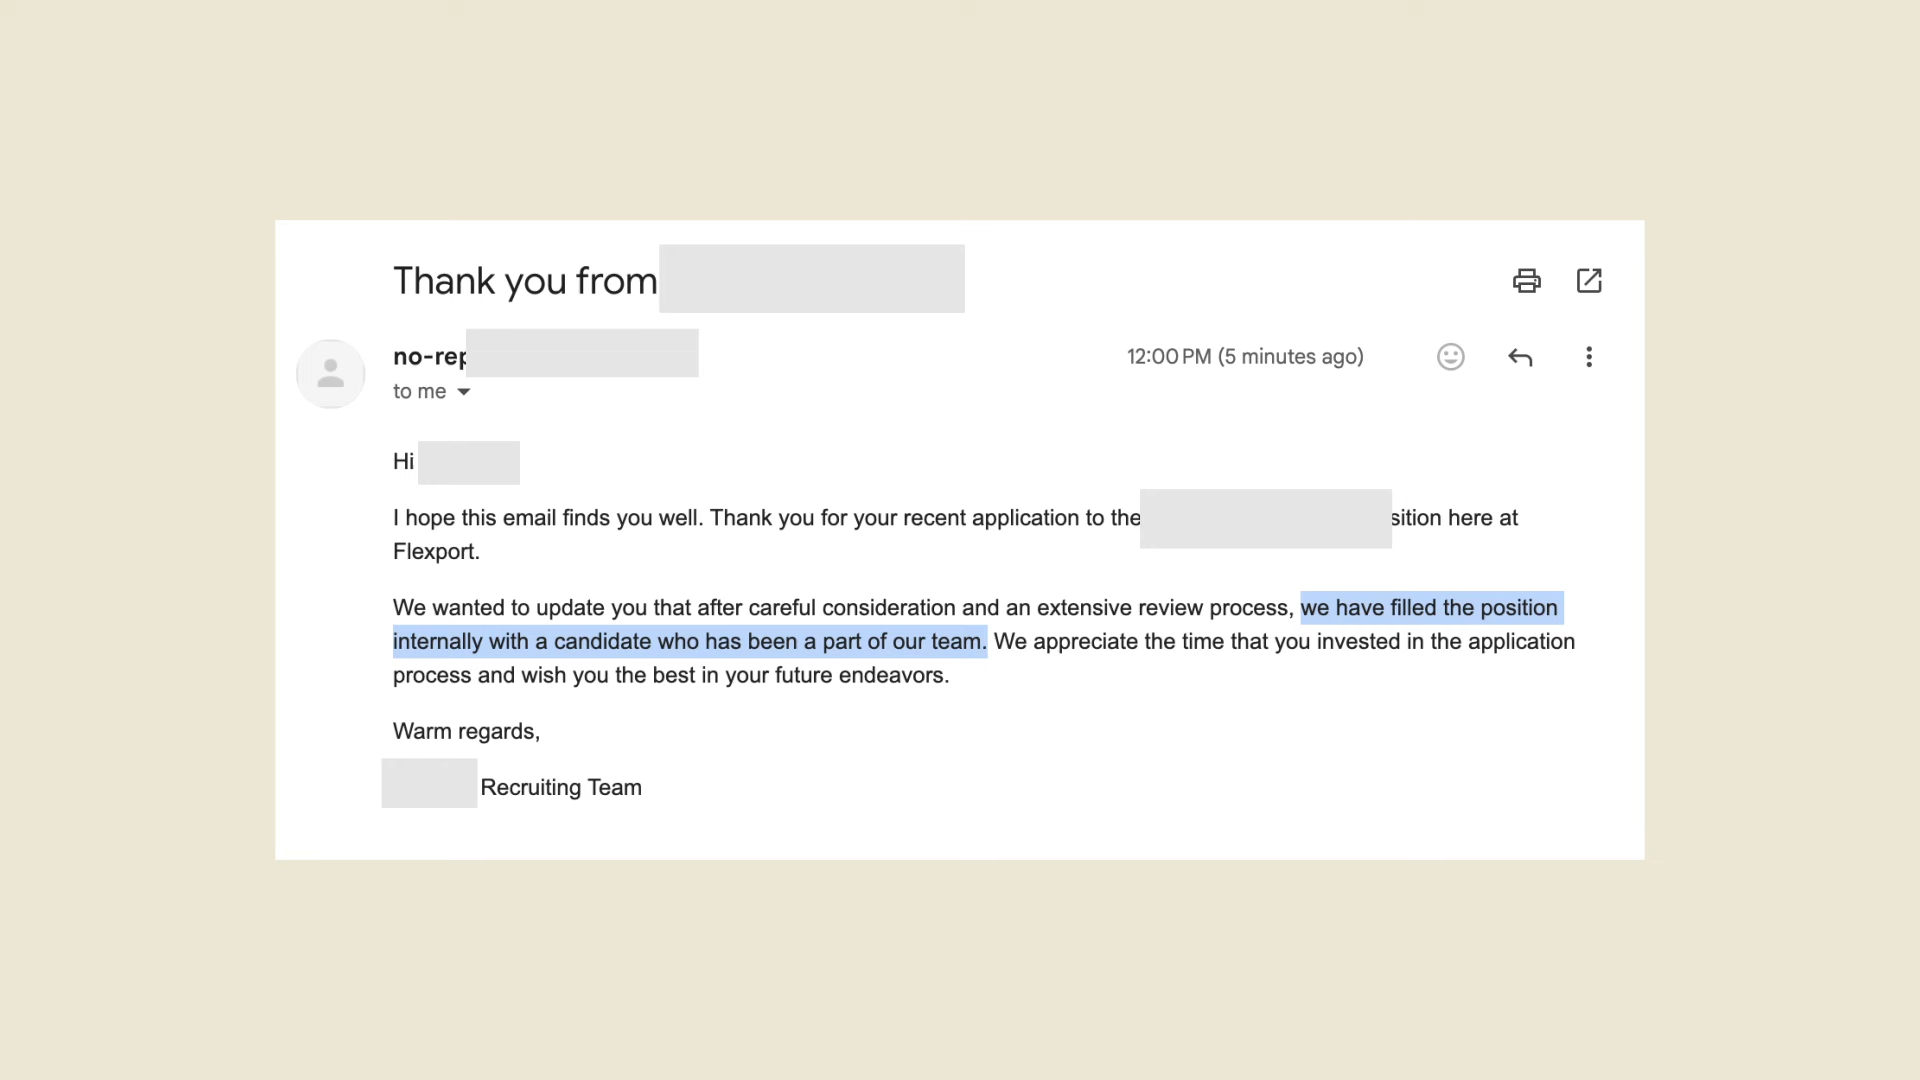 Thank you from
no-rep
12:00 PM (5 minutes ago)
to me
Hi
I hope this email finds you well. Thank you for your recent application to the sition here at
Flexport.
We wanted to update you that after careful consideration and an extensive review process, we have filled the position
internally with a candidate who has been a part of our team. We appreciate the time that you invested in the application
process and wish you the best in your future endeavors.
Warm regards,
Recruiting Team